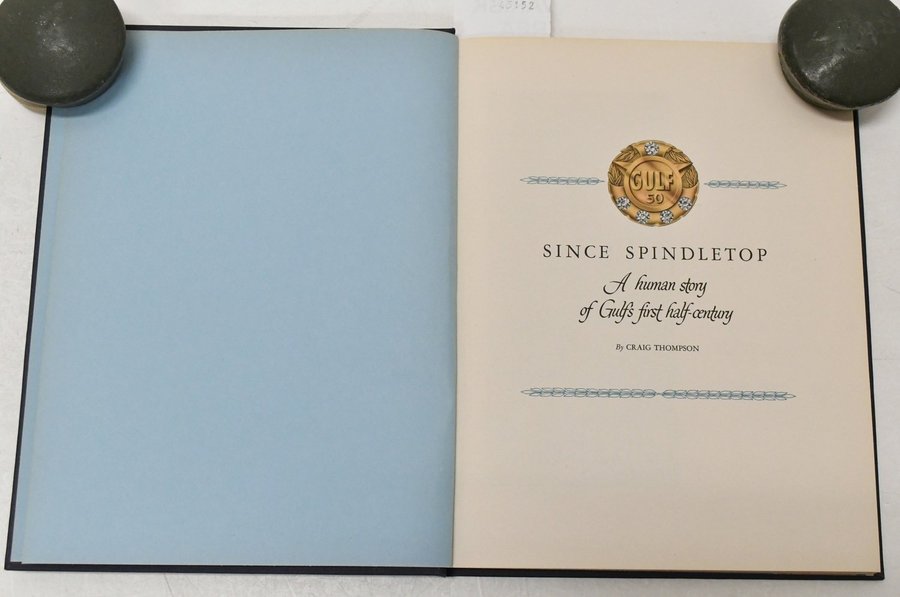 GULF
50
SINCE SPINDLETOP
A human story
of Gulf's first half-century
By CRAIG THOMPSON